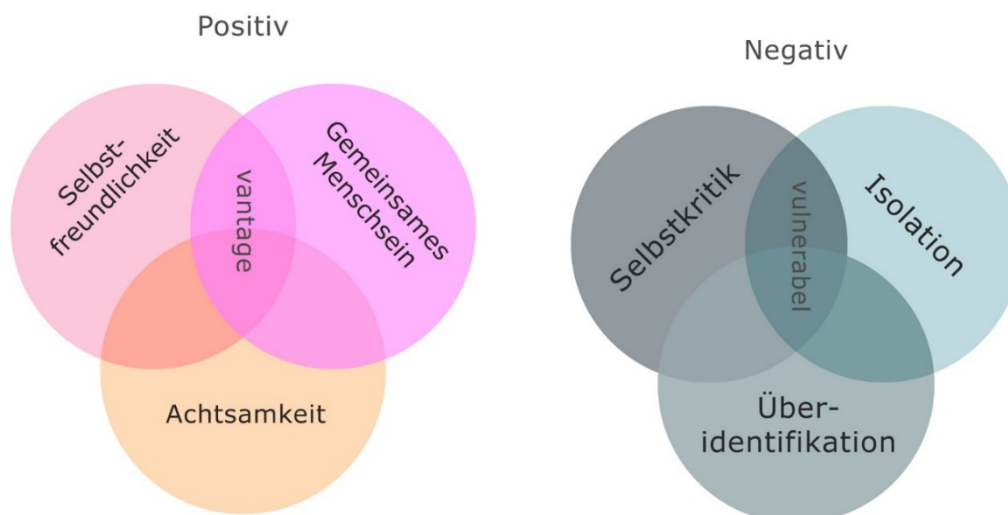 Positiv
Selbst-
freundlichkeit
Gemeinsames
Menschsein
vantage
Achtsamkeit
Negativ
Selbstkritik
vulnerabel
Isolation
Über-
identifikation